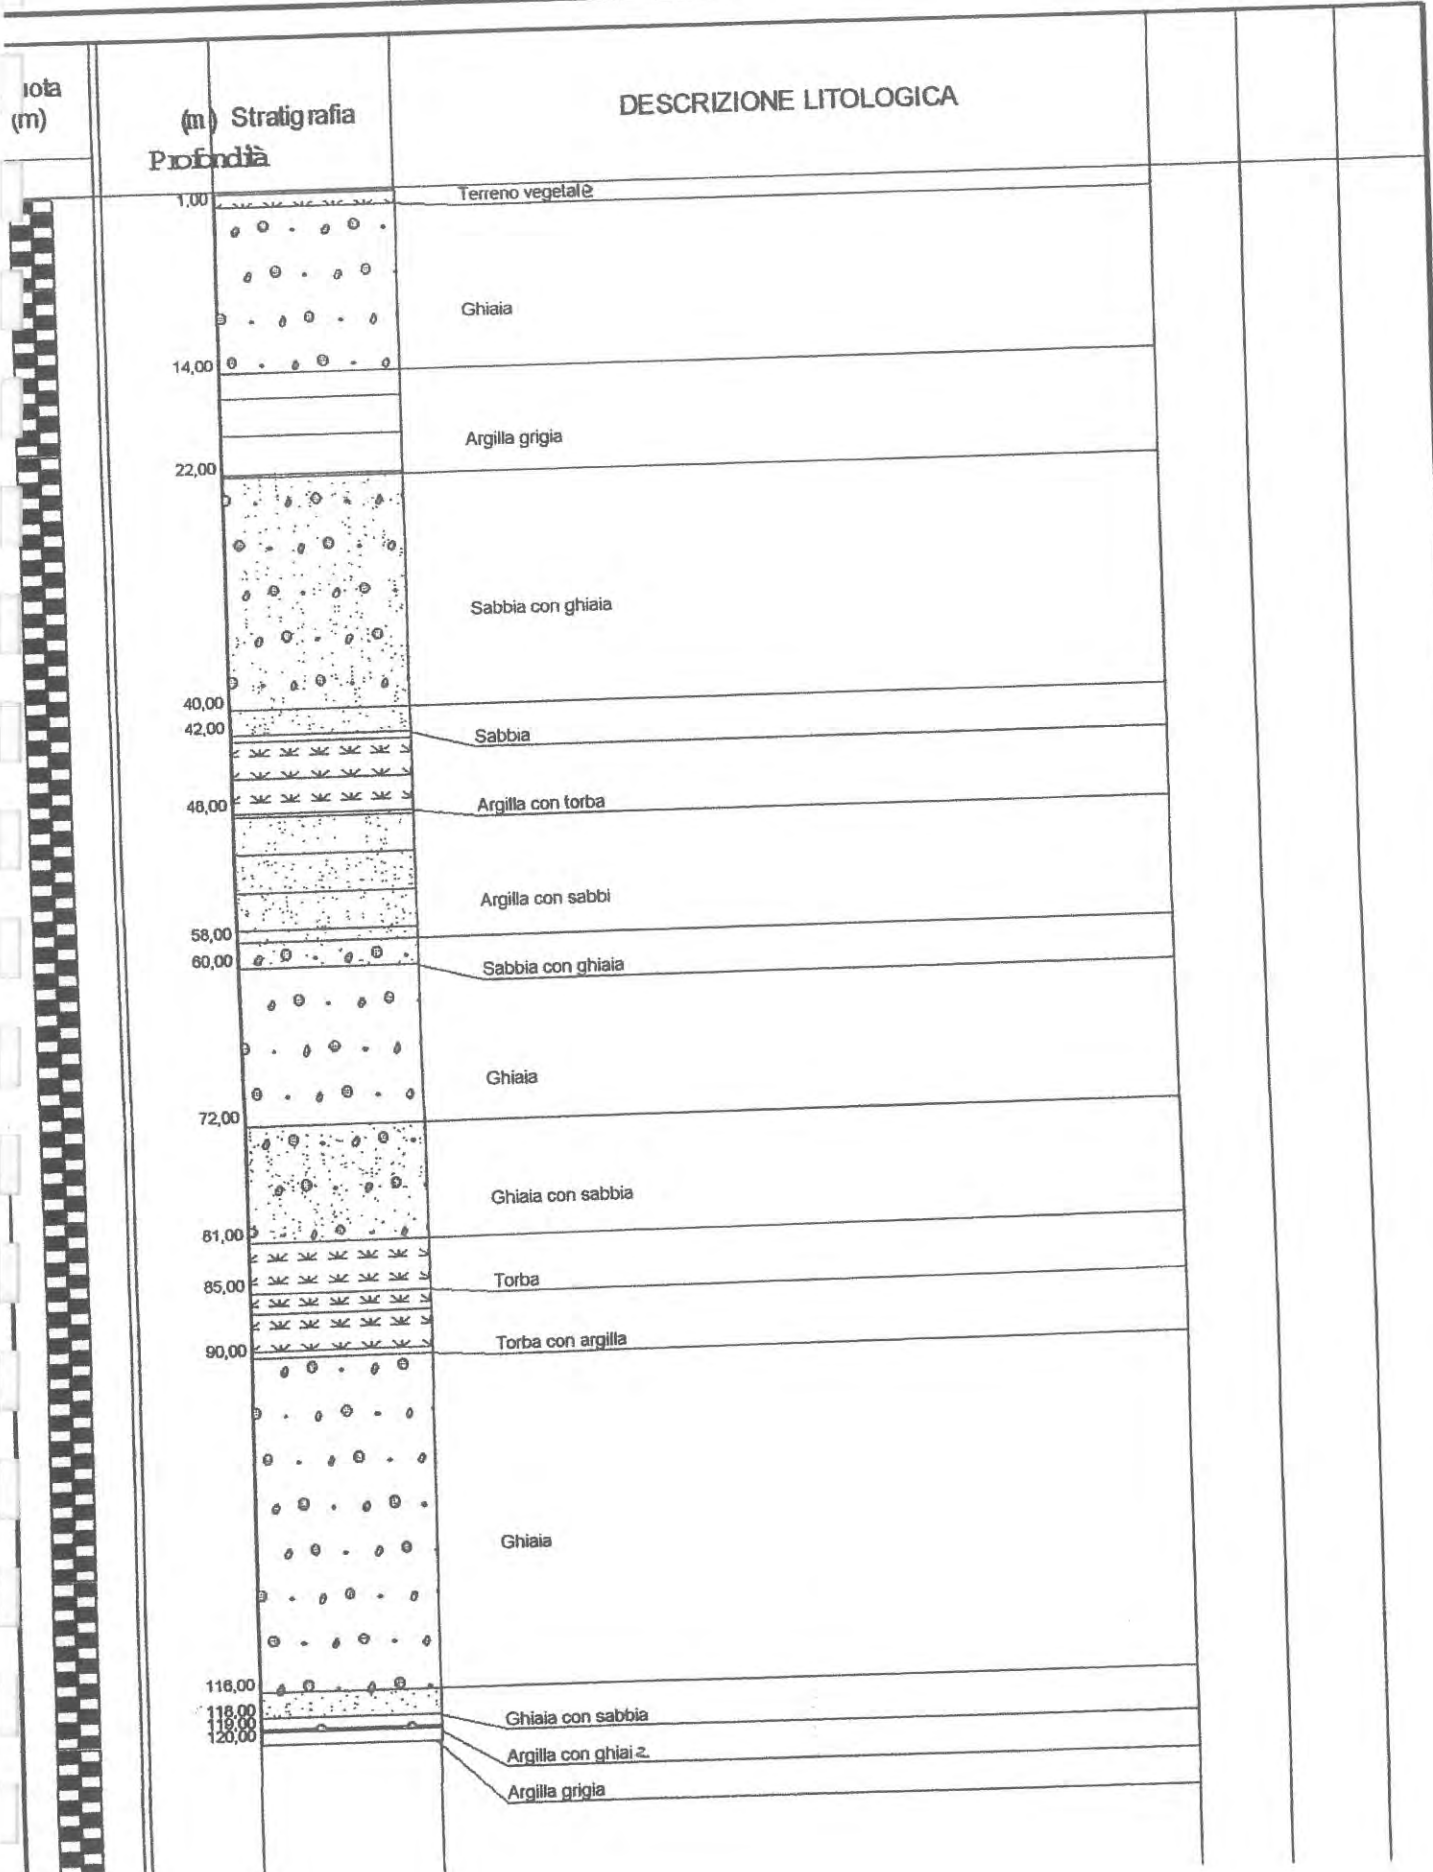 (m)
(m) Stratigrafia
Profondità
DESCRIZIONE LITOLOGICA
1,00
Terreno vegetale
Ghiaia
14,00
Argilla grigia
22,00
Sabbia con ghiaia
40,00
42,00
Sabbia
48,00
Argilla con torba
Argilla con sabbi
58,00
60,00
Sabbia con ghiaia
Ghiaia
72,00
Ghiaia con sabbia
81,00
85,00
Torba
90,00
Torba con argilla
Ghiaia
116,00
118,00
119,00
120,00
Ghiaia con sabbia
Argilla con ghiaia
Argilla grigia